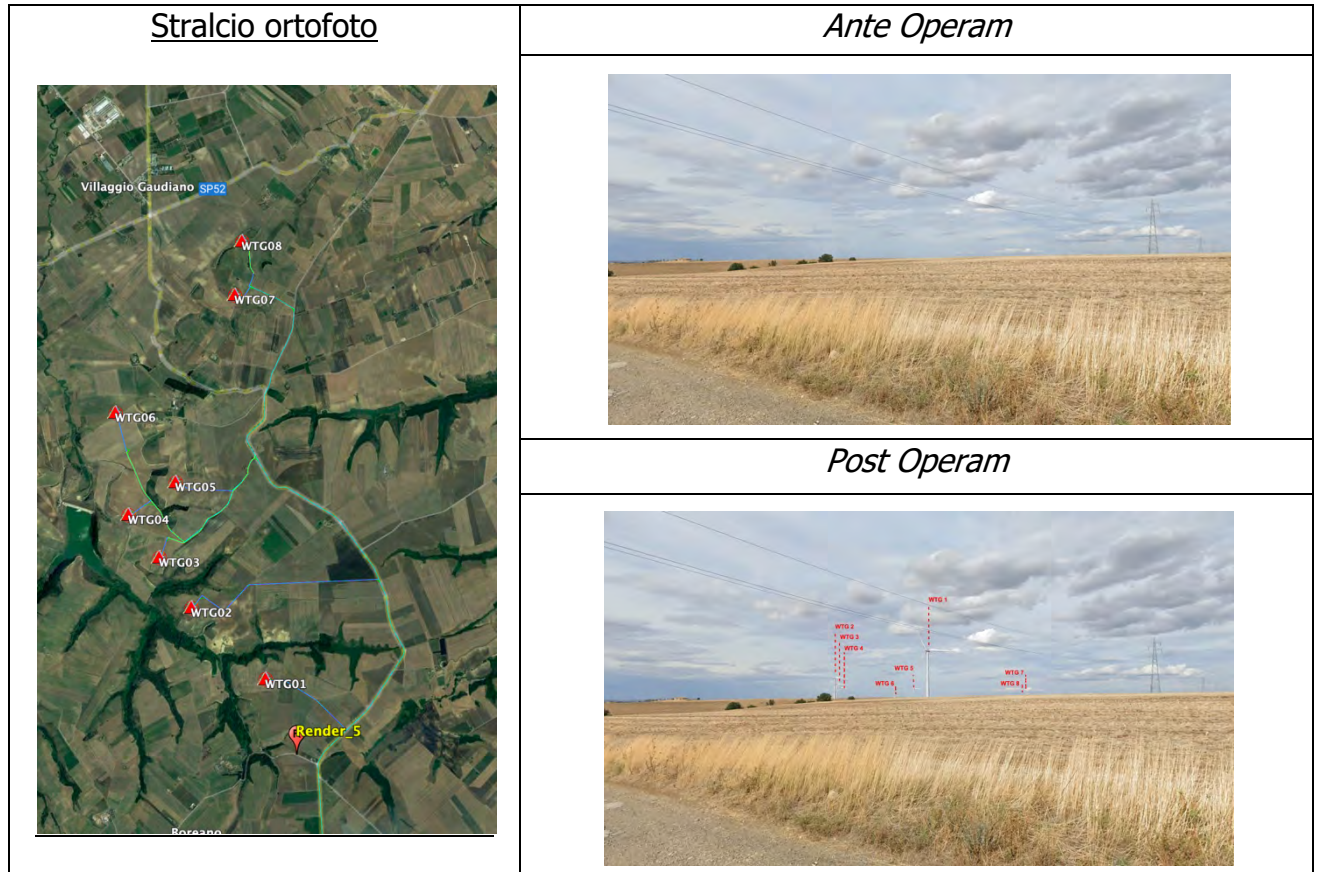 Stralcio ortofoto
Villaggio Gaudiano SP52
WTG08
WTG07
WTG06
WTG05
WTG04
WTG03
WTG02
WTG01
Render_5
Boreano
Ante Operam
Post Operam
WTG 1
WTG 2
WTG 3
WTG 4
WTG 5
WTG 6
WTG 7
WTG 8